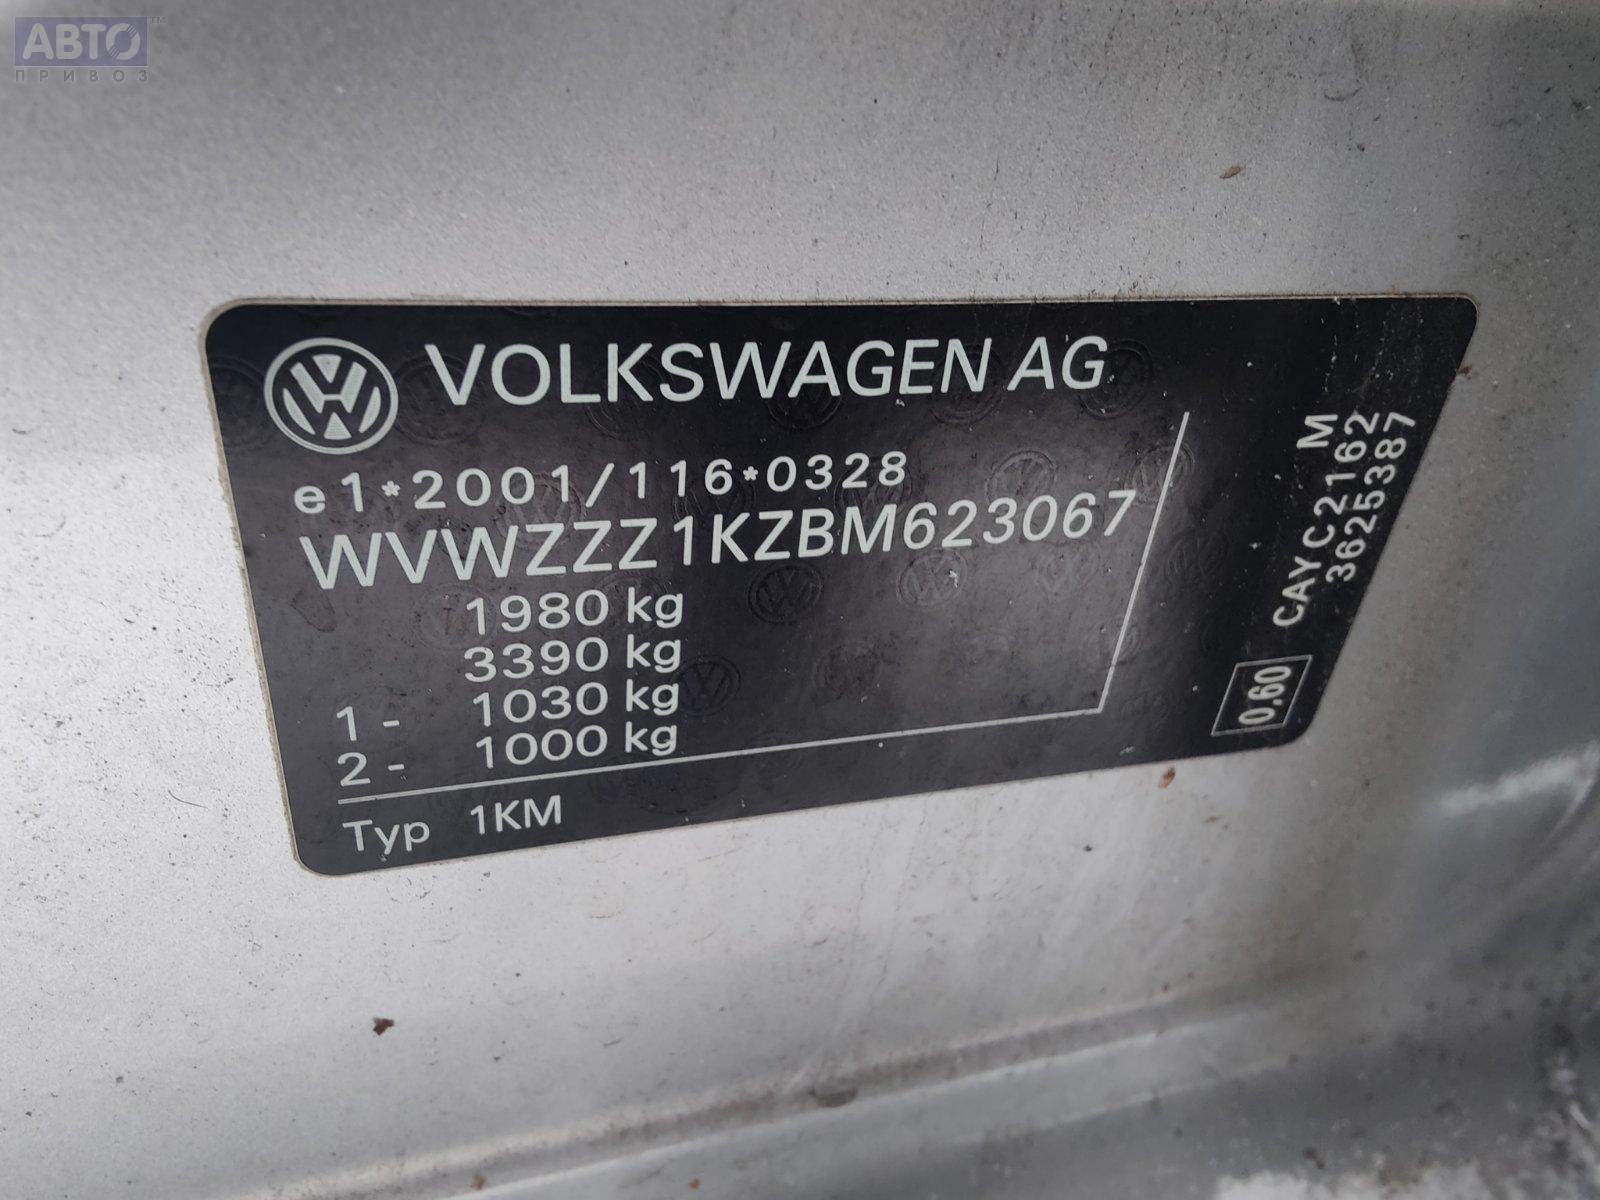 АВТО™
ПРИВОЗ
VOLKSWAGEN AG
e1*2001/116*0328
WVWZZZ1KZBM623067
1980 kg
3390 kg
1 - 1030 kg
2 - 1000 kg
Typ 1KM
M
CAYC2162
3625387
0,60